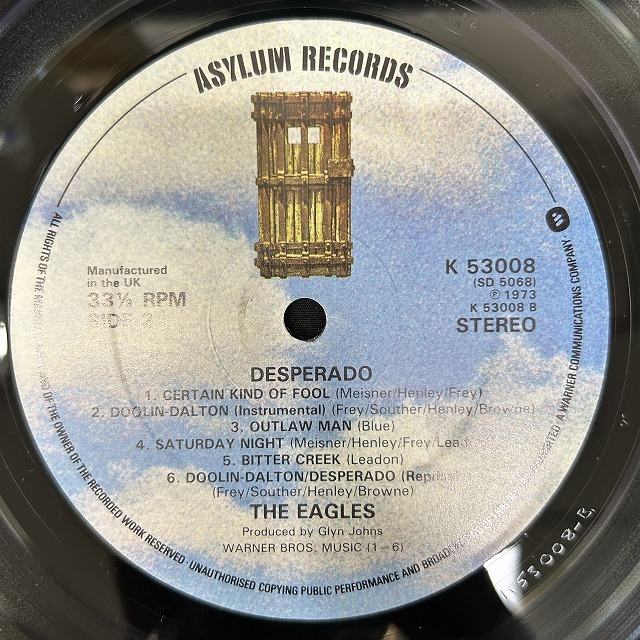 ASYLUM RECORDS
Manufactured
in the UK
33⅓ RPM
SIDE 2
K 53008
(SD 5068)
℗ 1973
K 53008 B
STEREO
DESPERADO
1. CERTAIN KIND OF FOOL (Meisner/Henley/Frey)
2. DOOLIN-DALTON (Instrumental) (Frey/Souther/Henley/Browne)
3. OUTLAW MAN (Blue)
4. SATURDAY NIGHT (Meisner/Henley/Frey/Leadon)
5. BITTER CREEK (Leadon)
6. DOOLIN-DALTON/DESPERADO (Reprise)
(Frey/Souther/Henley/Browne)
THE EAGLES
Produced by Glyn Johns
WARNER BROS. MUSIC (1-6)
ALL RIGHTS OF THE OF THE OWNER OF THE RECORDED WORK RESERVED · UNAUTHORISED COPYING PUBLIC PERFORMANCE AND A WARNER COMMUNICATIONS COMPANY